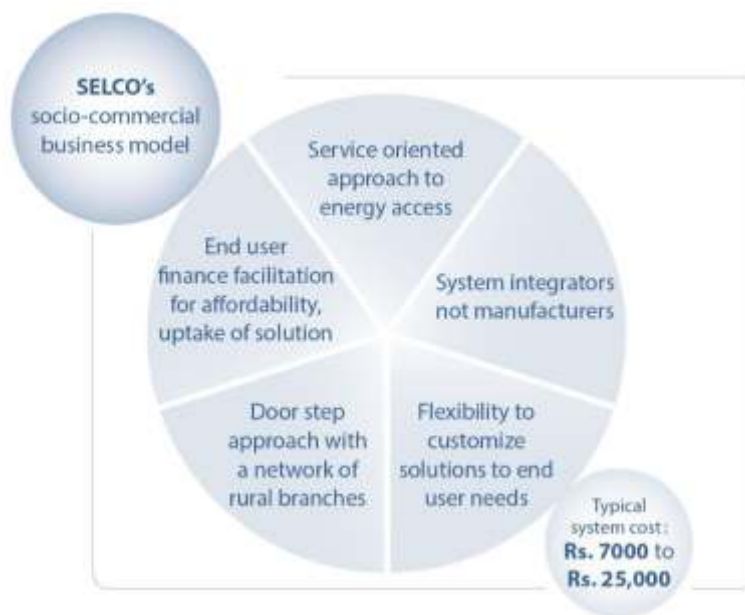 SELCO's
socio-commercial
business model
Service oriented
approach to
energy access
System integrators
not manufacturers
Flexibility to
customize
solutions to end
user needs
Door step
approach with
a network of
rural branches
End user
finance facilitation
for affordability,
uptake of solution
Typical
system cost:
Rs. 7000 to
Rs. 25,000